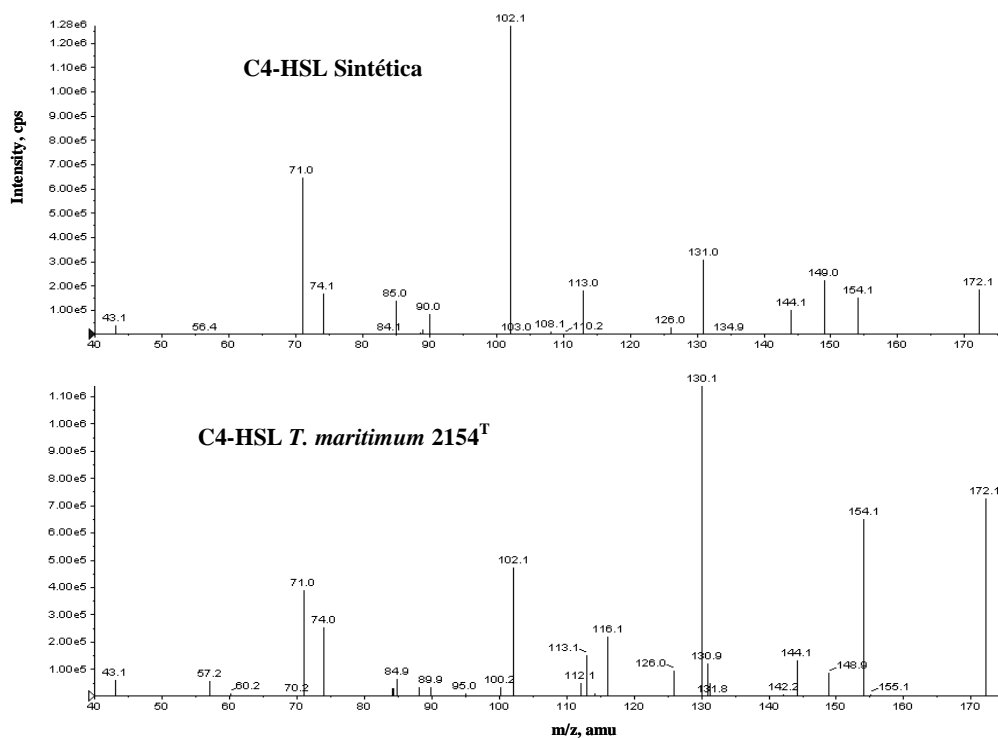 102.1
1.28e6
1.20e6
C4-HSL Sintética
1.10e6
1.00e6
9.00e5
8.00e5
Intensity, cps
7.00e5
71.0
6.00e5
5.00e5
4.00e5
131.0
3.00e5
149.0
74.1 113.0 172.1
2.00e5
85.0 154.1
90.0 144.1
1.00e5
43.1 56.4 84.1 103.0 108.1 110.2 126.0 134.9
40 50 60 70 80 90 100 110 120 130 140 150 160 170
130.1
1.10e6
1.00e6
C4-HSL T. maritimum 2154T
9.00e5
8.00e5
172.1
7.00e5
154.1
6.00e5
5.00e5
102.1
71.0
4.00e5
3.00e5
74.0
116.1
2.00e5
113.1 130.9 144.1
126.0 148.9
1.00e5
43.1 57.2 84.9 89.9 100.2 112.1
60.2 70.2 95.0 131.8 142.2 155.1
40 50 60 70 80 90 100 110 120 130 140 150 160 170
m/z, amu